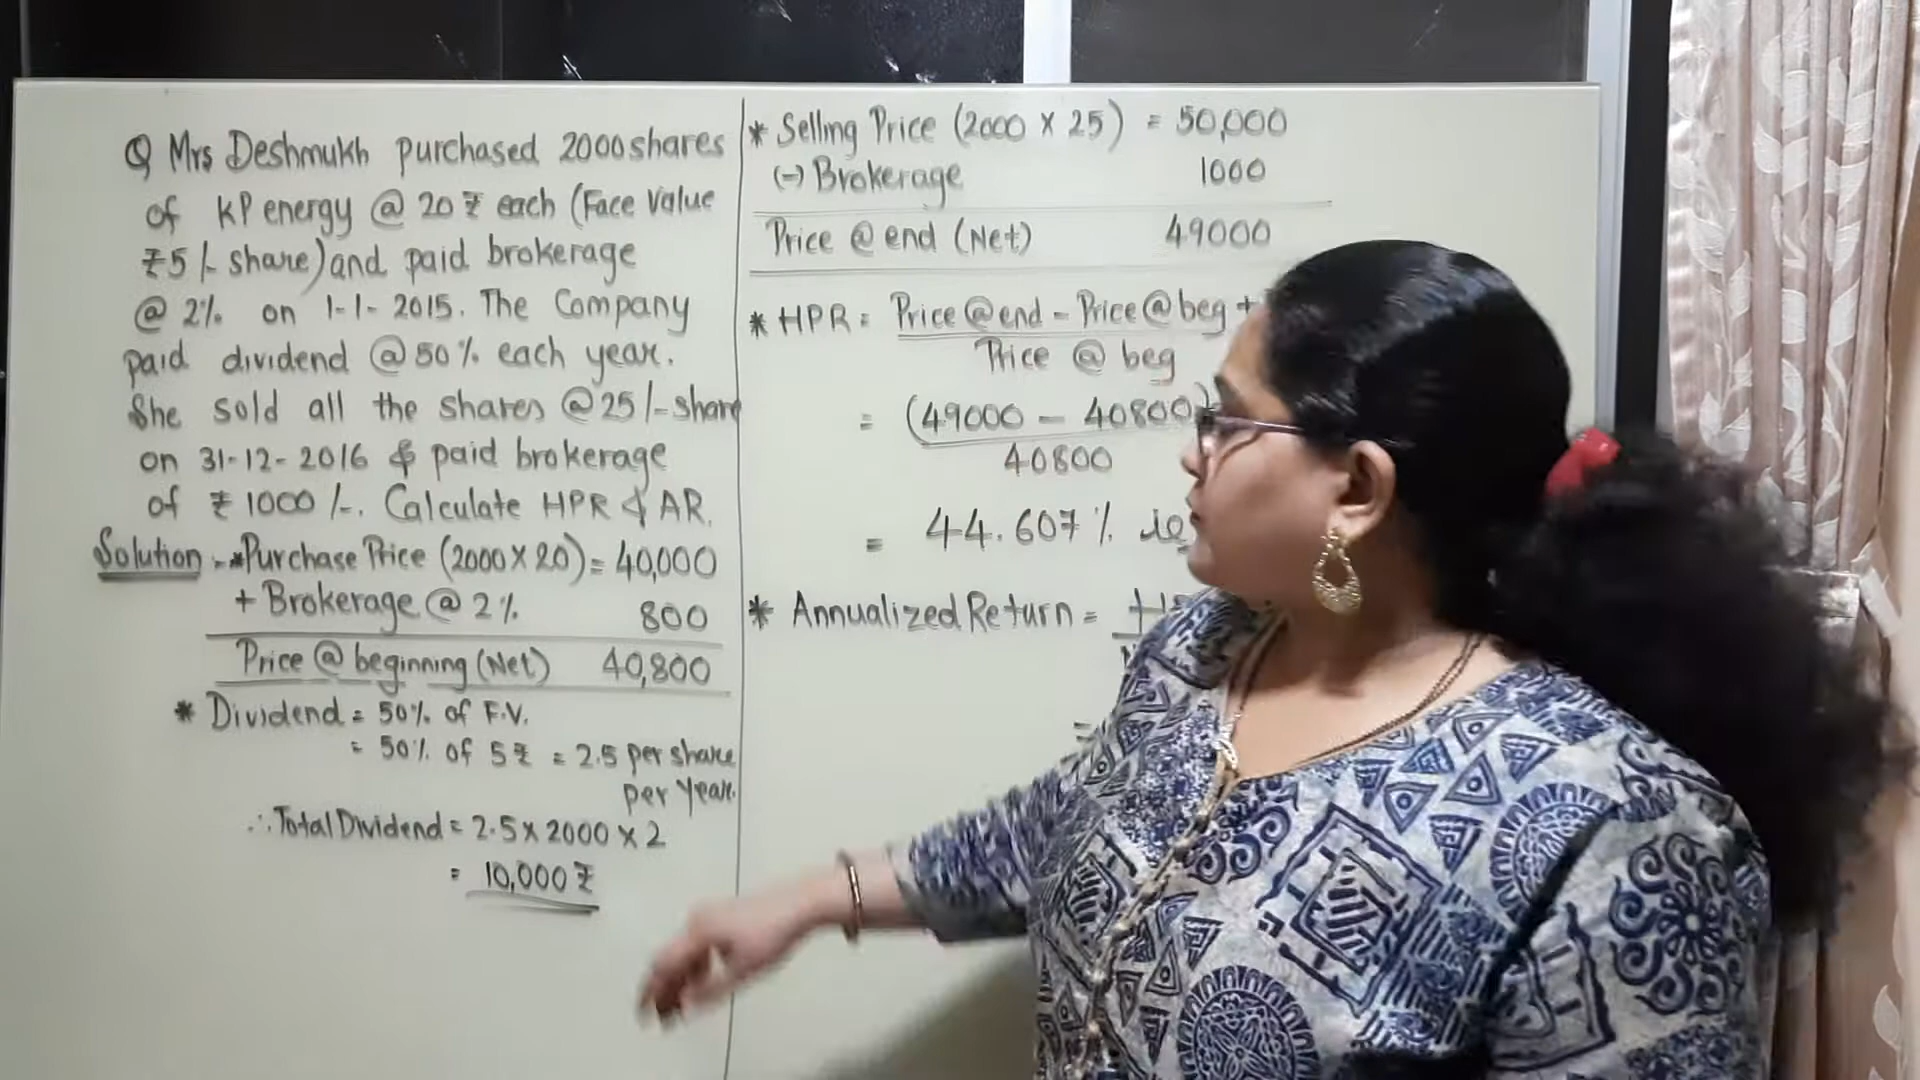 Q Mrs Deshmukh purchased 2000 shares
of KP energy @ 20 ₹ each (Face Value
₹5/- share) and paid brokerage
@ 2% on 1-1-2015. The Company
paid dividend @ 50% each year.
She sold all the shares @ 25/- share
on 31-12-2016 & paid brokerage
of ₹ 1000/-. Calculate HPR & AR.
Solution :- *Purchase Price (2000 x 20) = 40,000
+ Brokerage @ 2% 800
Price @ beginning (Net) 40,800
* Dividend = 50% of F.V.
= 50% of 5₹ = 2.5 per share
per year.
∴ Total Dividend = 2.5 x 2000 x 2
= 10,000 ₹
* Selling Price (2000 x 25) = 50,000
(-) Brokerage 1000
Price @ end (Net) 49000
* HPR = Price @ end - Price @ beg +
Price @ beg
= (49000 - 40800)
40800
= 44.607% ie
* Annualized Return =
=